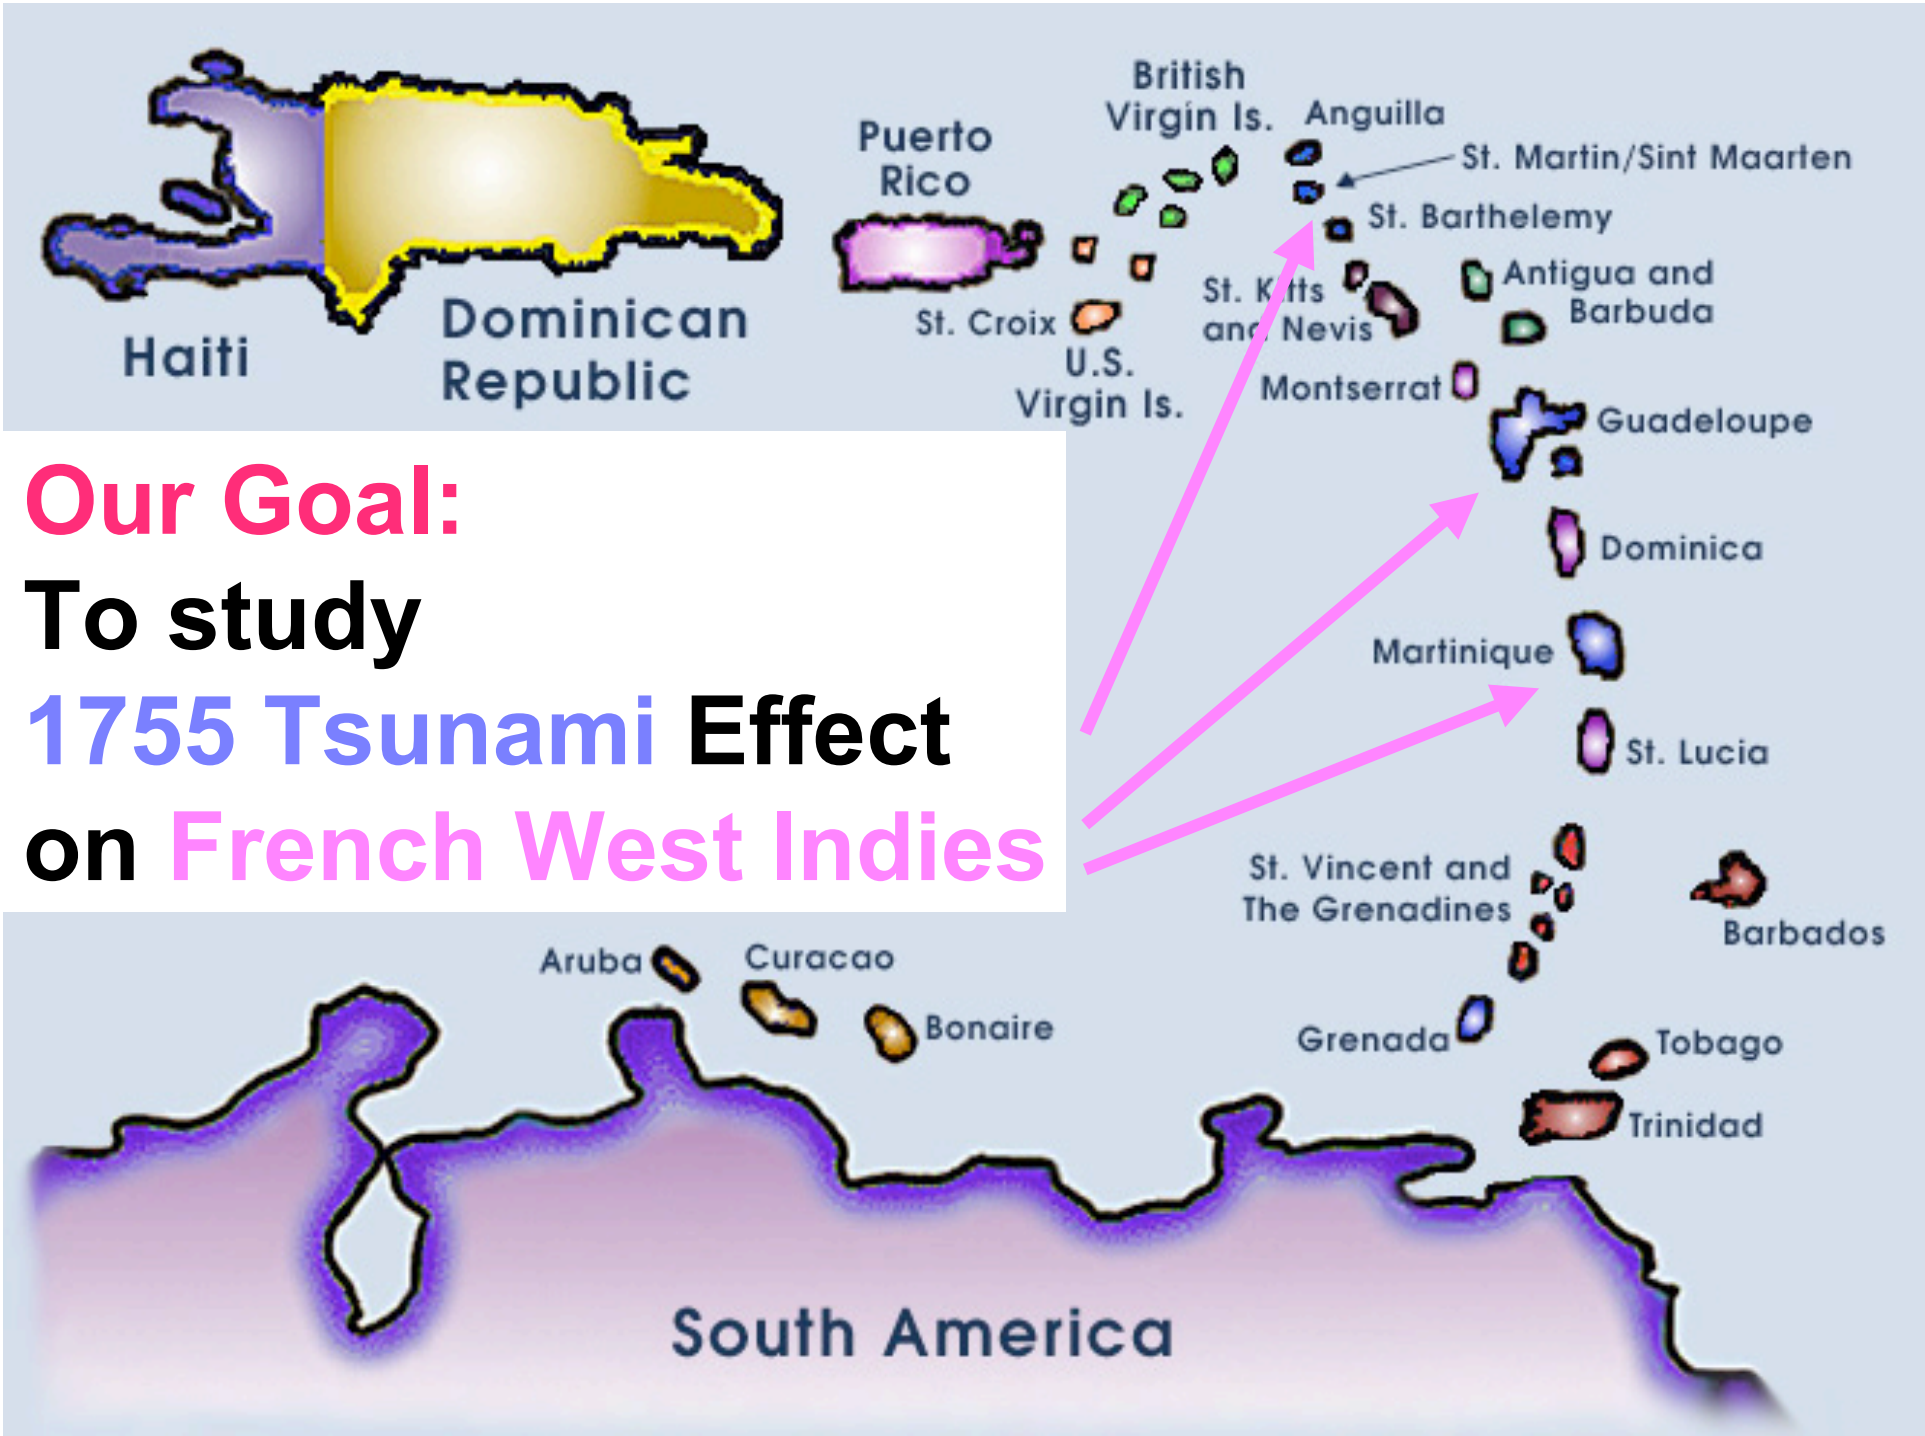 British
Virgin Is.
Anguilla
Puerto
Rico
St. Martin/Sint Maarten
St. Barthelemy
Antigua and
Barbuda
St. Kitts
and Nevis
St. Croix
U.S.
Virgin Is.
Haiti
Dominican
Republic
Montserrat
Guadeloupe
Our Goal:
To study
1755 Tsunami Effect
on French West Indies
Dominica
Martinique
St. Lucia
St. Vincent and
The Grenadines
Barbados
Aruba
Curacao
Bonaire
Grenada
Tobago
Trinidad
South America